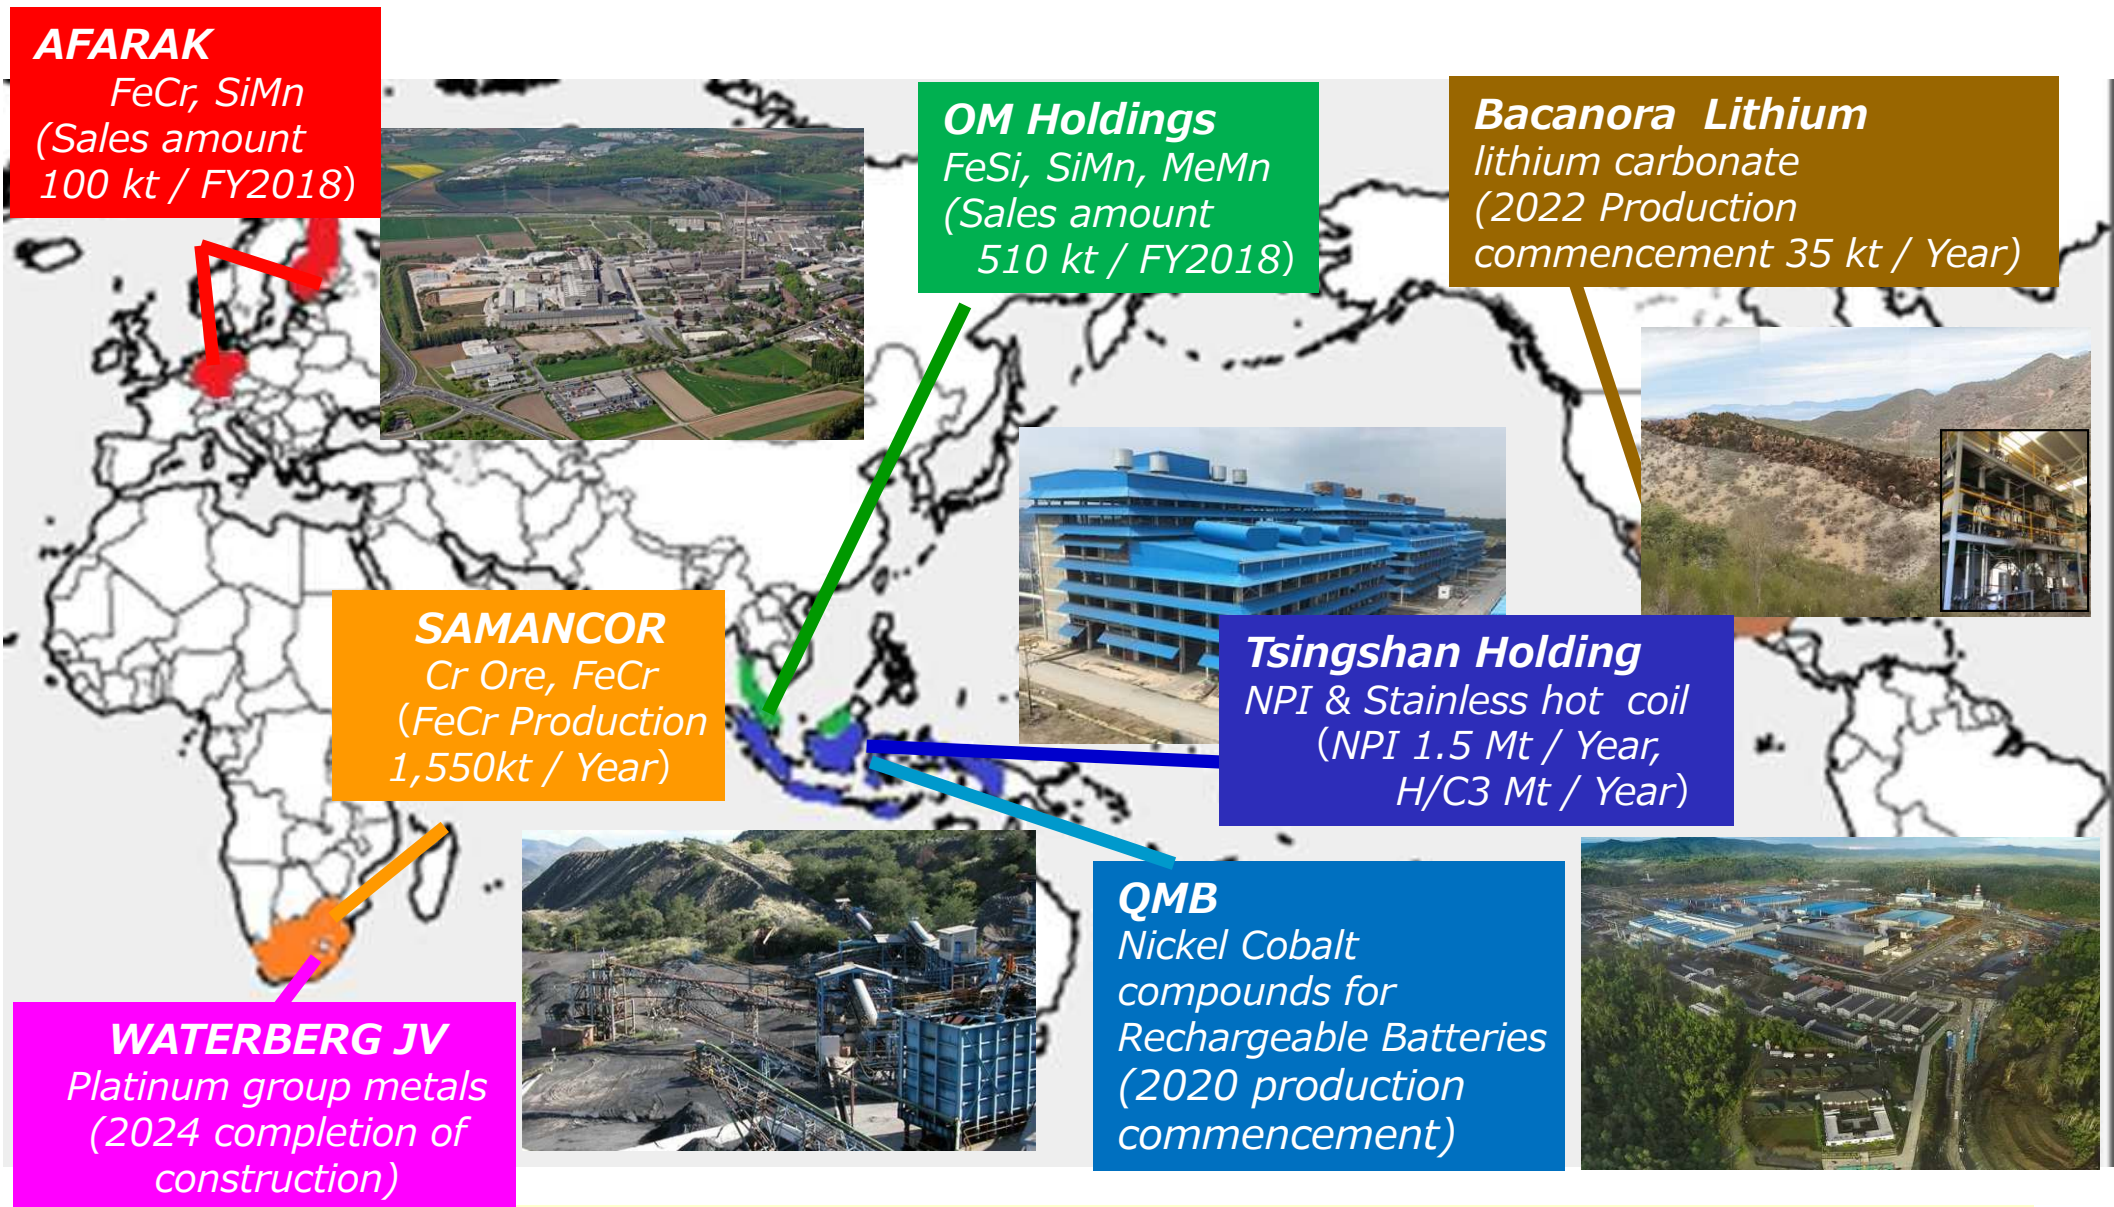 AFARAK
FeCr, SiMn
(Sales amount
100 kt / FY2018)
OM Holdings
FeSi, SiMn, MeMn
(Sales amount
510 kt / FY2018)
Bacanora Lithium
lithium carbonate
(2022 Production
commencement 35 kt / Year)
SAMANCOR
Cr Ore, FeCr
(FeCr Production
1,550kt / Year)
Tsingshan Holding
NPI & Stainless hot coil
(NPI 1.5 Mt / Year,
H/C3 Mt / Year)
WATERBERG JV
Platinum group metals
(2024 completion of
construction)
QMB
Nickel Cobalt
compounds for
Rechargeable Batteries
(2020 production
commencement)